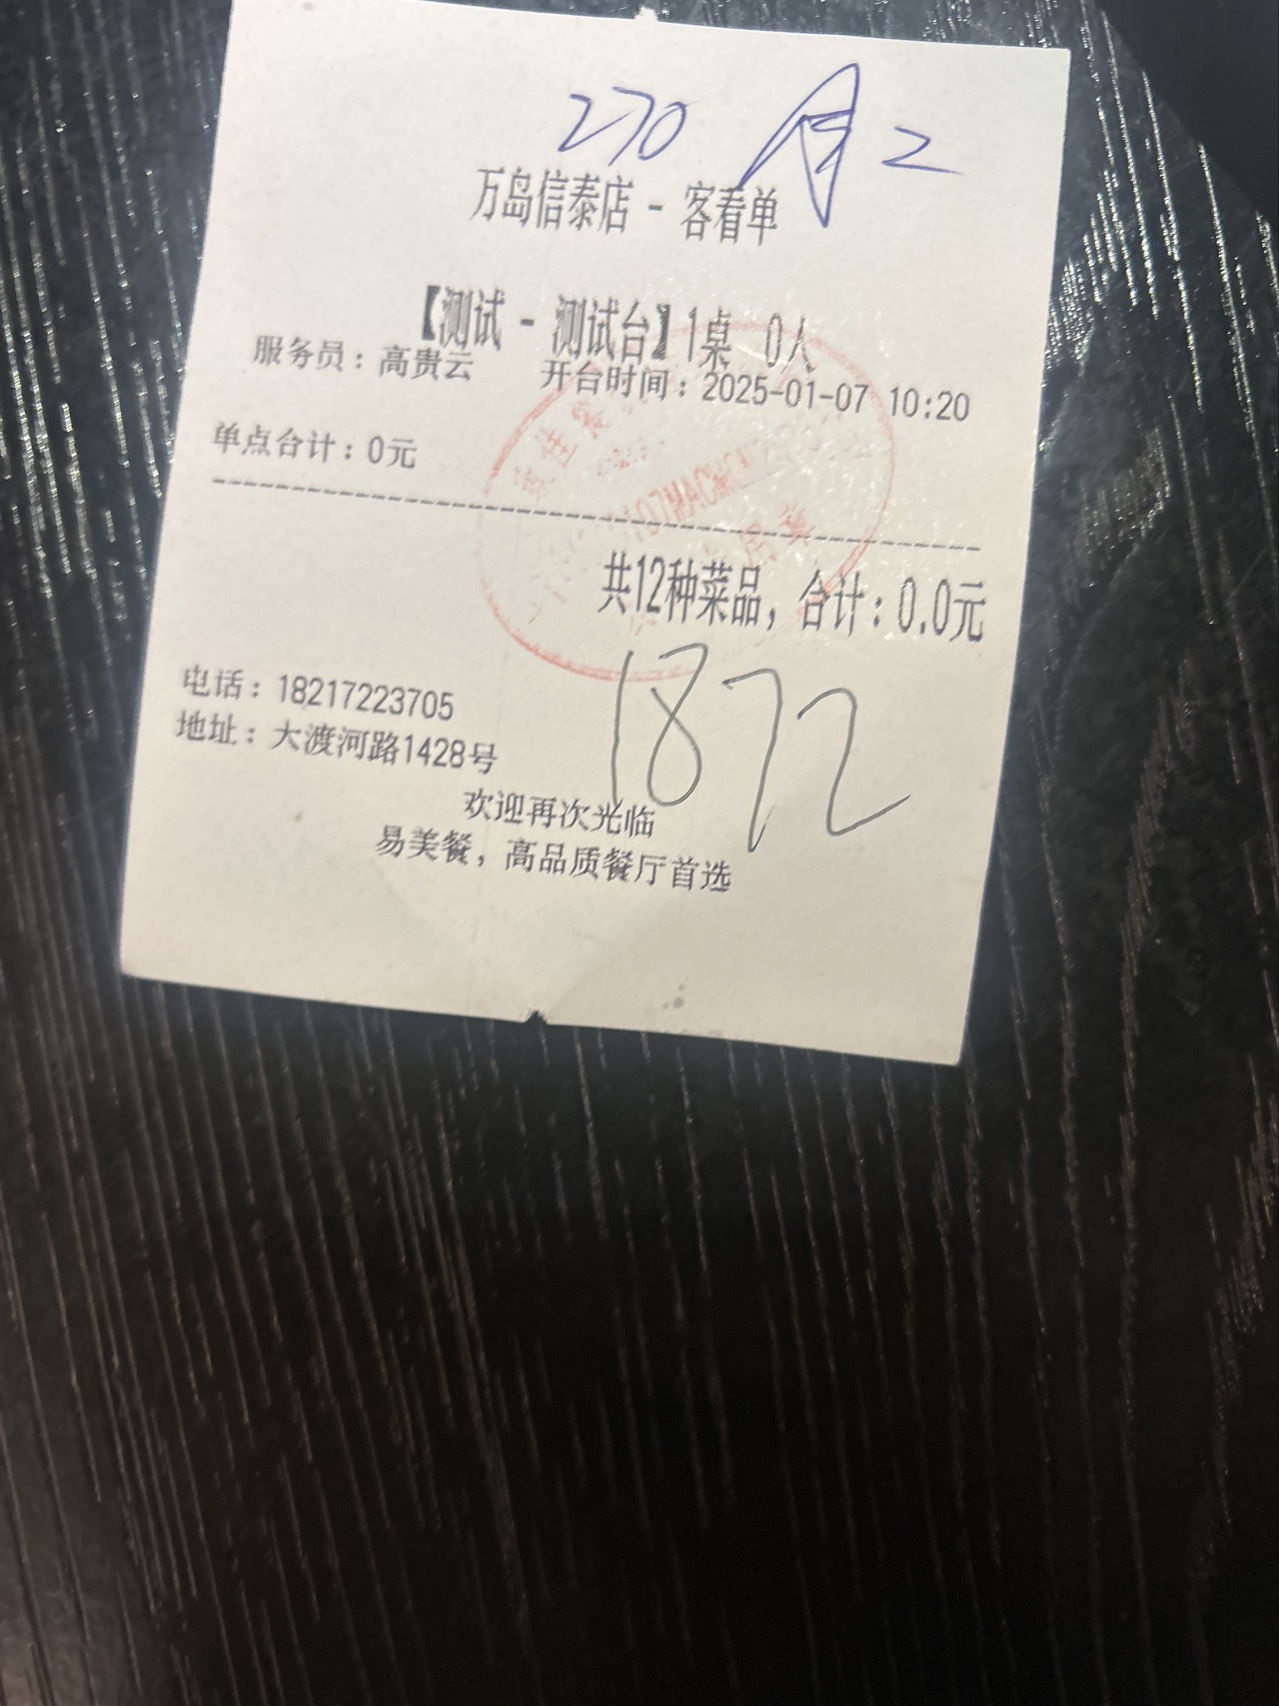 270 月2
万岛信泰店 - 客看单
【测试 - 测试台】1桌 0人
服务员：高贵云 开台时间：2025-01-07 10:20
单点合计：0元
共12种菜品，合计：0.0元
1872
电话：18217223705
地址：大渡河路1428号
欢迎再次光临
易美餐，高品质餐厅首选